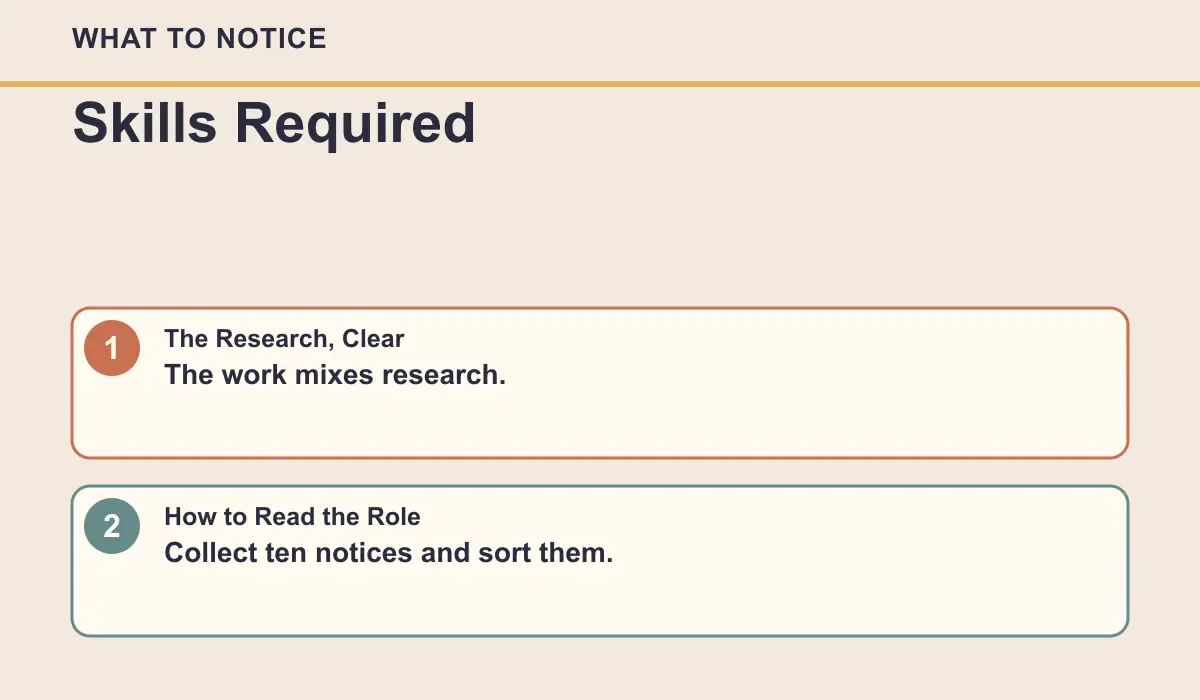 WHAT TO NOTICE
Skills Required
1
The Research, Clear
The work mixes research.
2
How to Read the Role
Collect ten notices and sort them.